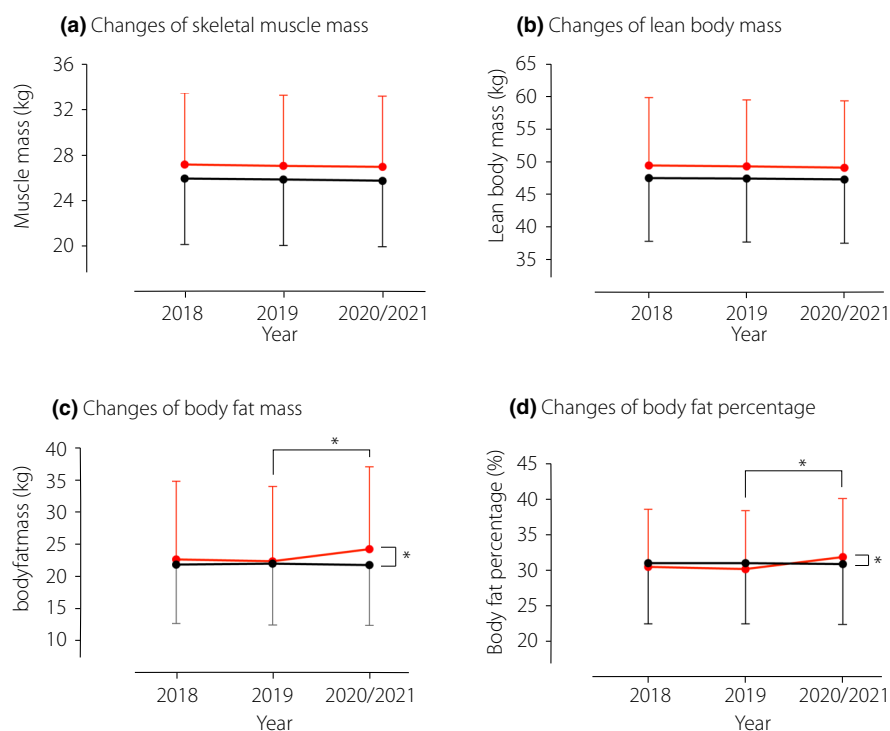 (a) Changes of skeletal muscle mass
Muscle mass (kg)
36
32
28
26
20
2018 2019 2020/2021
Year
(b) Changes of lean body mass
Lean body mass (kg)
65
60
55
50
45
40
35
2018 2019 2020/2021
Year
(c) Changes of body fat mass
bodyfatmass (kg)
40
35
30
25
20
15
10
*
*
2018 2019 2020/2021
Year
(d) Changes of body fat percentage
Body fat percentage (%)
45
40
35
30
25
20
*
*
2018 2019 2020/2021
Year